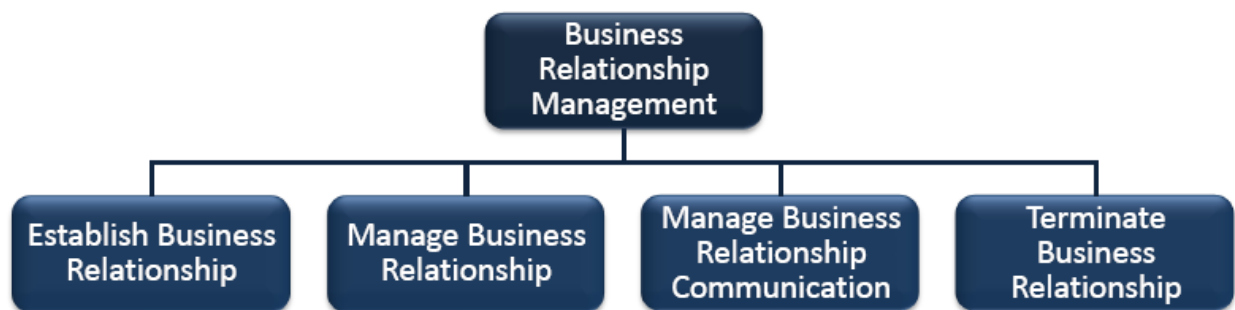 Business
Relationship
Management
Establish Business
Relationship
Manage Business
Relationship
Manage Business
Relationship
Communication
Terminate
Business
Relationship